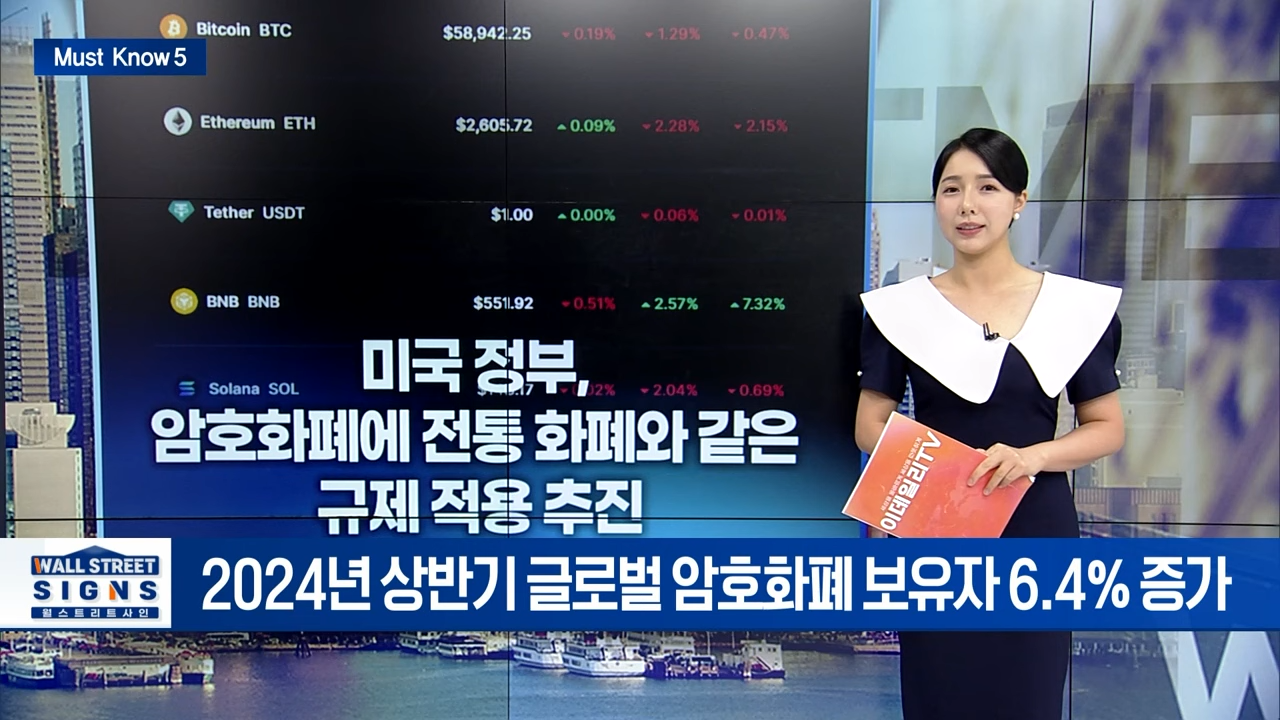 Must Know 5
Bitcoin BTC $58,942.25 0.19% 1.29% 0.47%
Ethereum ETH $2,605.72 0.09% 2.28% 2.15%
Tether USDT $1.00 0.00% 0.06% 0.01%
BNB BNB $551.92 0.51% 2.57% 7.32%
Solana SOL 2.04% 0.69%
미국 정부,
암호화폐에 전통 화폐와 같은
규제 적용 추진
이데일리TV
WALL STREET
SIGNS
월스트리트사인
2024년 상반기 글로벌 암호화폐 보유자 6.4% 증가
W